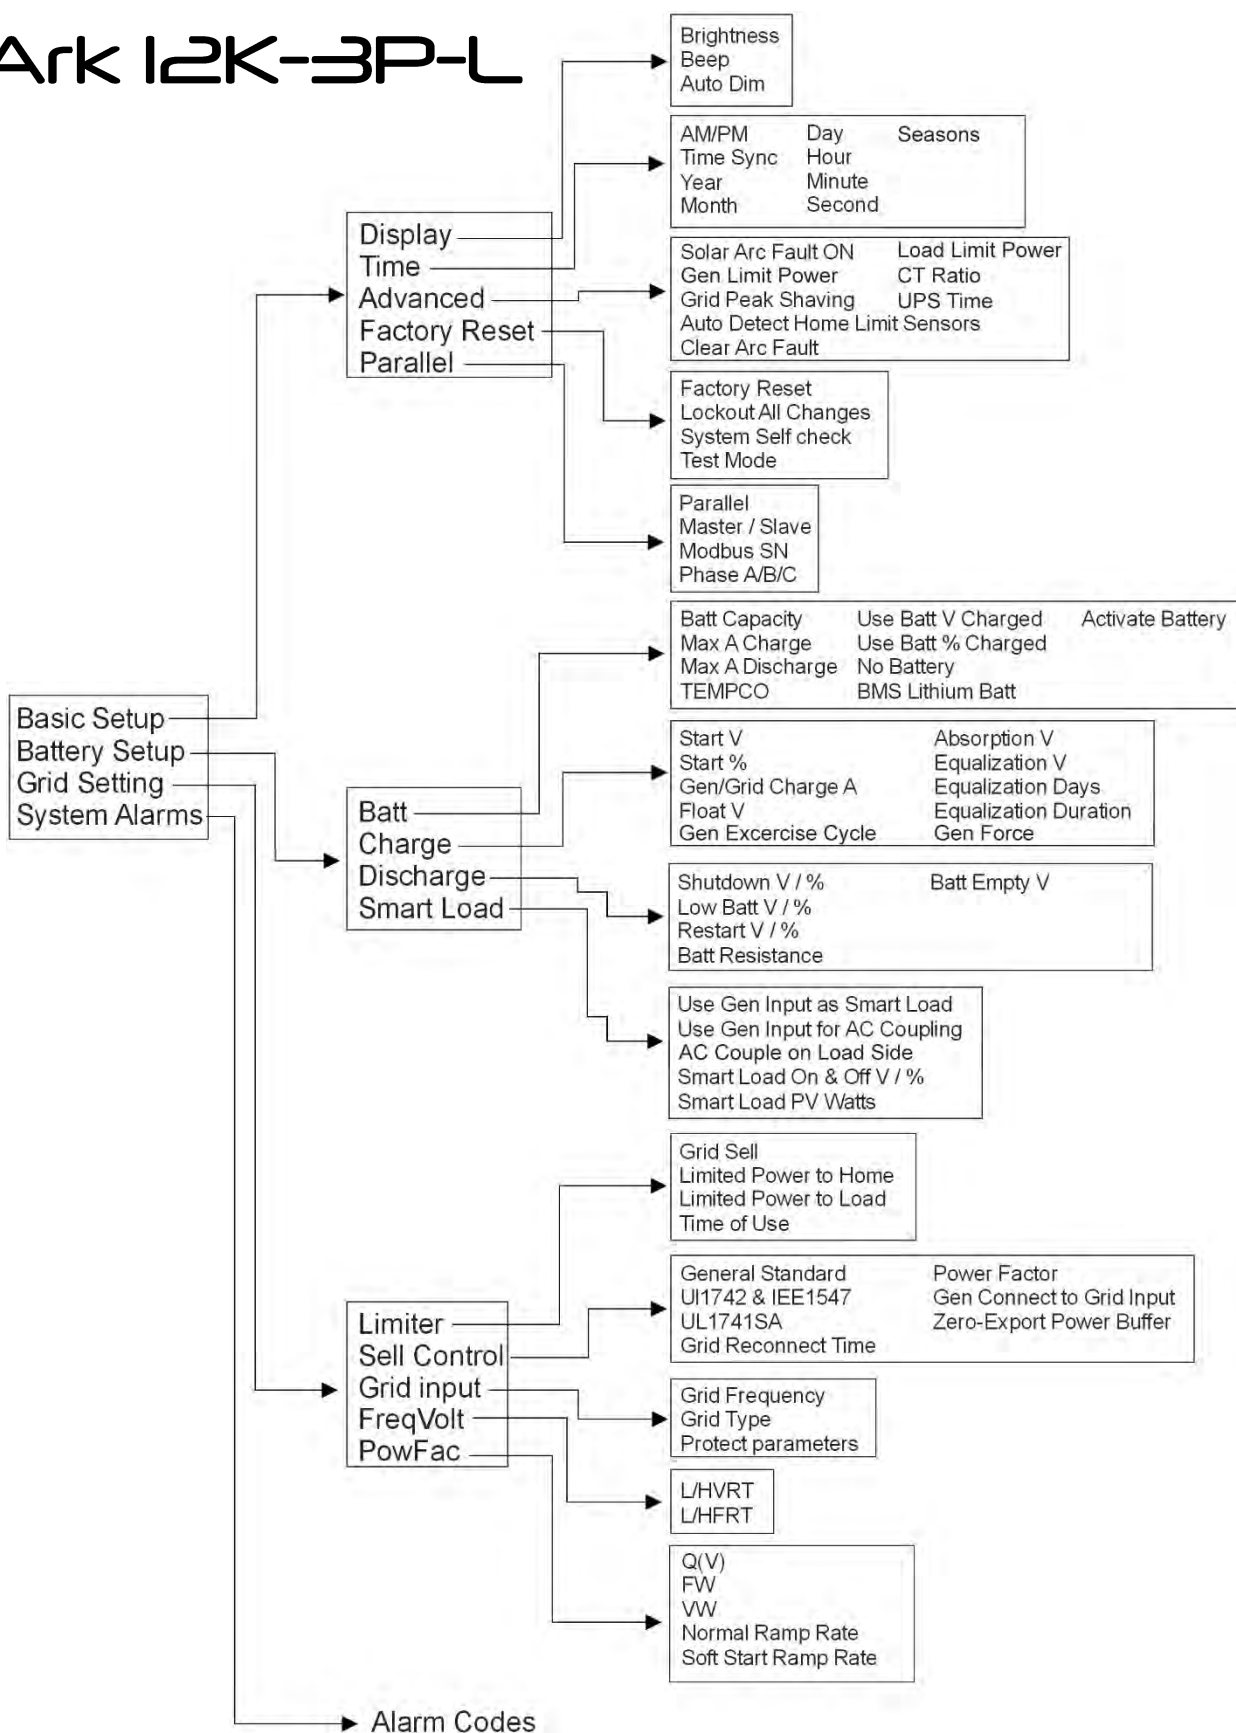 Ark 12K-3P-L
Brightness
Beep
Auto Dim
AM/PM Day Seasons
Time Sync Hour
Year Minute
Month Second
Display
Time
Advanced
Factory Reset
Parallel
Solar Arc Fault ON Load Limit Power
Gen Limit Power CT Ratio
Grid Peak Shaving UPS Time
Auto Detect Home Limit Sensors
Clear Arc Fault
Factory Reset
Lockout All Changes
System Self check
Test Mode
Parallel
Master / Slave
Modbus SN
Phase A/B/C
Basic Setup
Battery Setup
Grid Setting
System Alarms
Batt Capacity Use Batt V Charged Activate Battery
Max A Charge Use Batt % Charged
Max A Discharge No Battery
TEMPCO BMS Lithium Batt
Batt
Charge
Discharge
Smart Load
Start V Absorption V
Start % Equalization V
Gen/Grid Charge A Equalization Days
Float V Equalization Duration
Gen Excercise Cycle Gen Force
Shutdown V / % Batt Empty V
Low Batt V / %
Restart V / %
Batt Resistance
Use Gen Input as Smart Load
Use Gen Input for AC Coupling
AC Couple on Load Side
Smart Load On & Off V / %
Smart Load PV Watts
Grid Sell
Limited Power to Home
Limited Power to Load
Time of Use
Limiter
Sell Control
Grid input
FreqVolt
PowFac
General Standard Power Factor
UI1742 & IEE1547 Gen Connect to Grid Input
UL1741SA Zero-Export Power Buffer
Grid Reconnect Time
Grid Frequency
Grid Type
Protect parameters
L/HVRT
L/HFRT
Q(V)
FW
VW
Normal Ramp Rate
Soft Start Ramp Rate
Alarm Codes